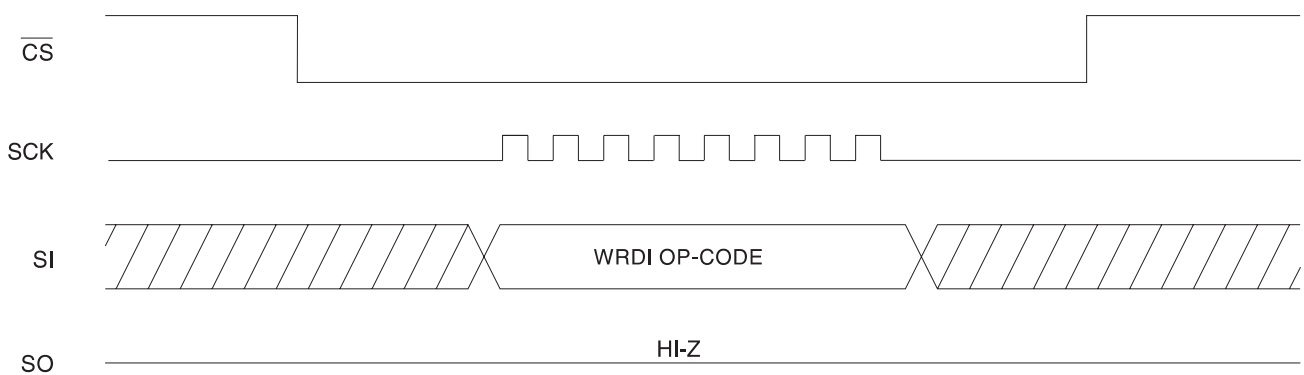 CS
SCK
SI
WRDI OP-CODE
SO
HI-Z